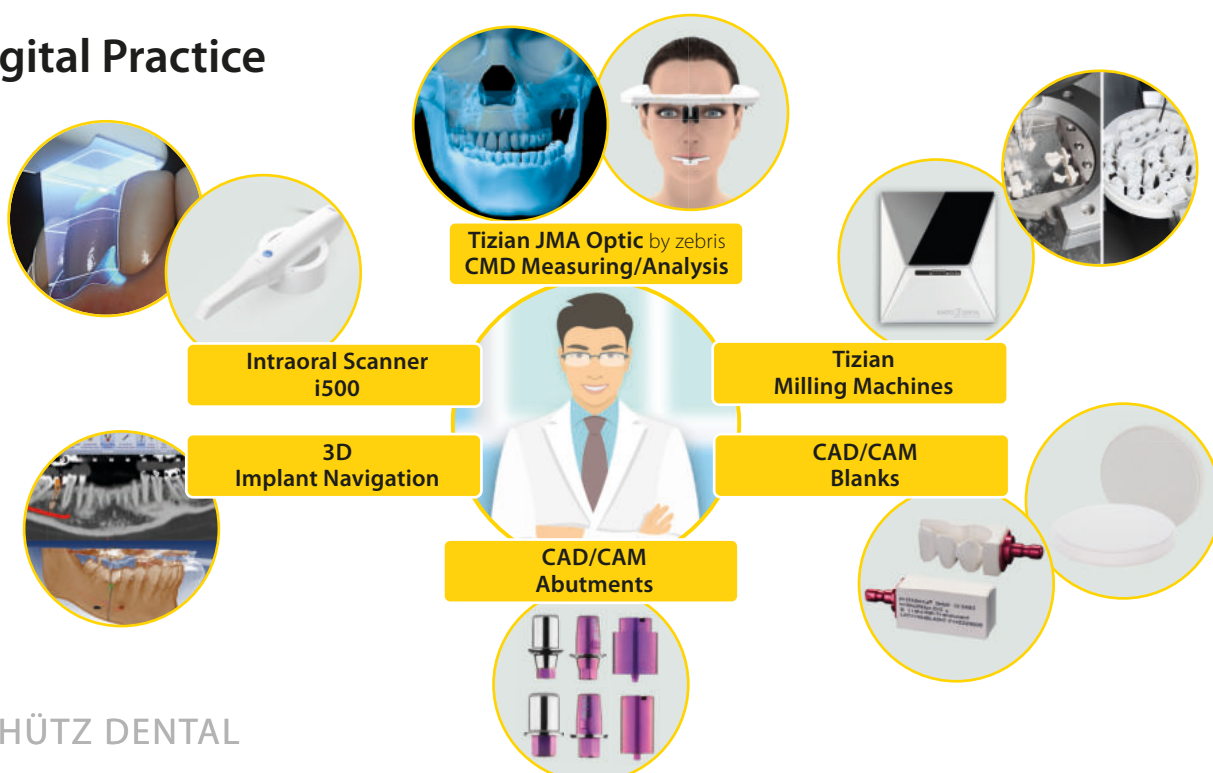 gital Practice
Tizian JMA Optic by zebris
CMD Measuring/Analysis
Intraoral Scanner
i500
Tizian
Milling Machines
3D
Implant Navigation
CAD/CAM
Blanks
CAD/CAM
Abutments
HÜTZ DENTAL